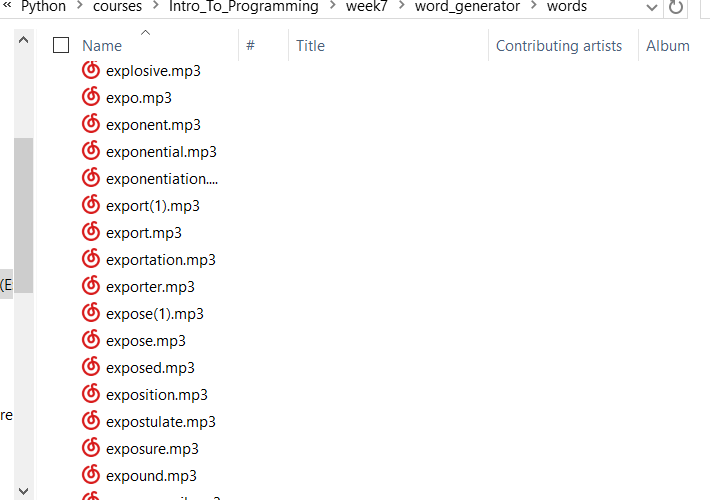 « Python > courses > Intro_To_Programming > week7 > word_generator > words
Name # Title Contributing artists Album
explosive.mp3
expo.mp3
exponent.mp3
exponential.mp3
exponentiation....
export(1).mp3
export.mp3
exportation.mp3
exporter.mp3
(E
expose(1).mp3
expose.mp3
exposed.mp3
exposition.mp3
re
expostulate.mp3
exposure.mp3
expound.mp3